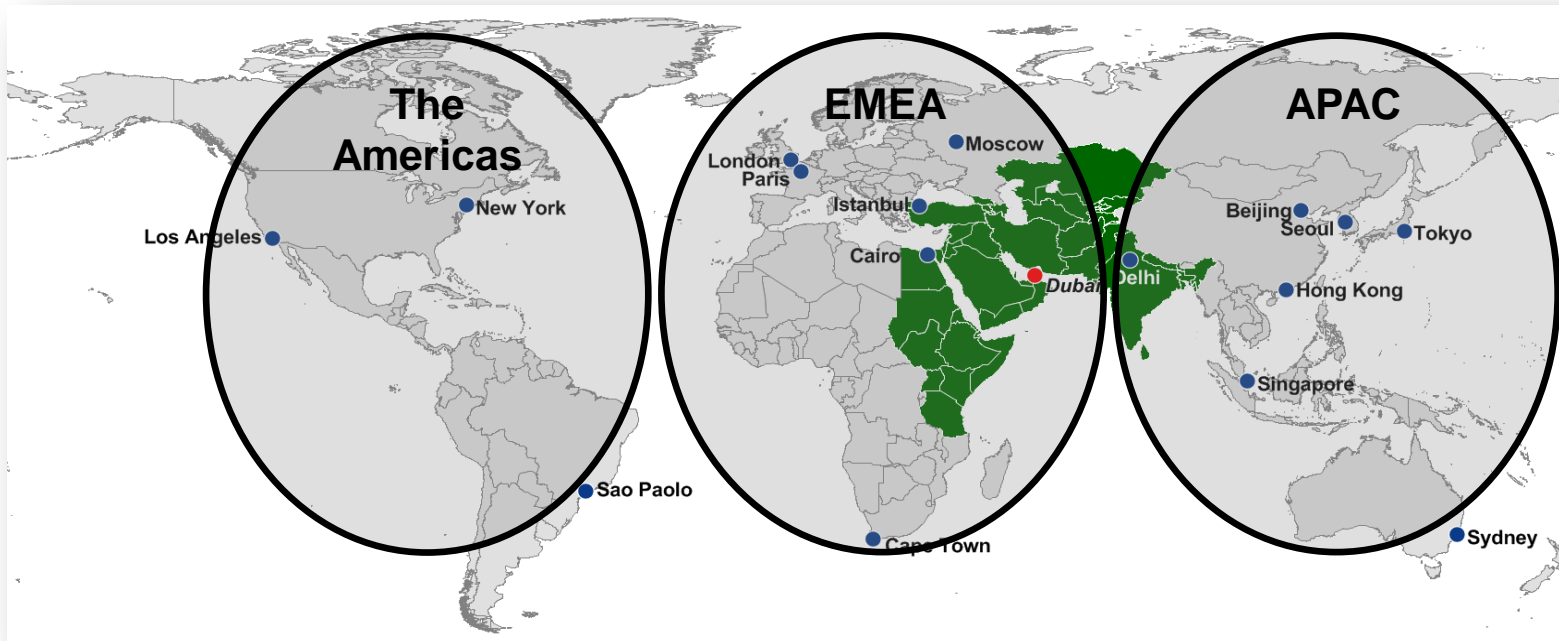 The
Americas
EMEA
APAC
Moscow
London
Paris
New York
Istanbul
Beijing
Seoul
Tokyo
Los Angeles
Cairo
Dubai
Delhi
Hong Kong
Singapore
Sao Paolo
Cape Town
Sydney